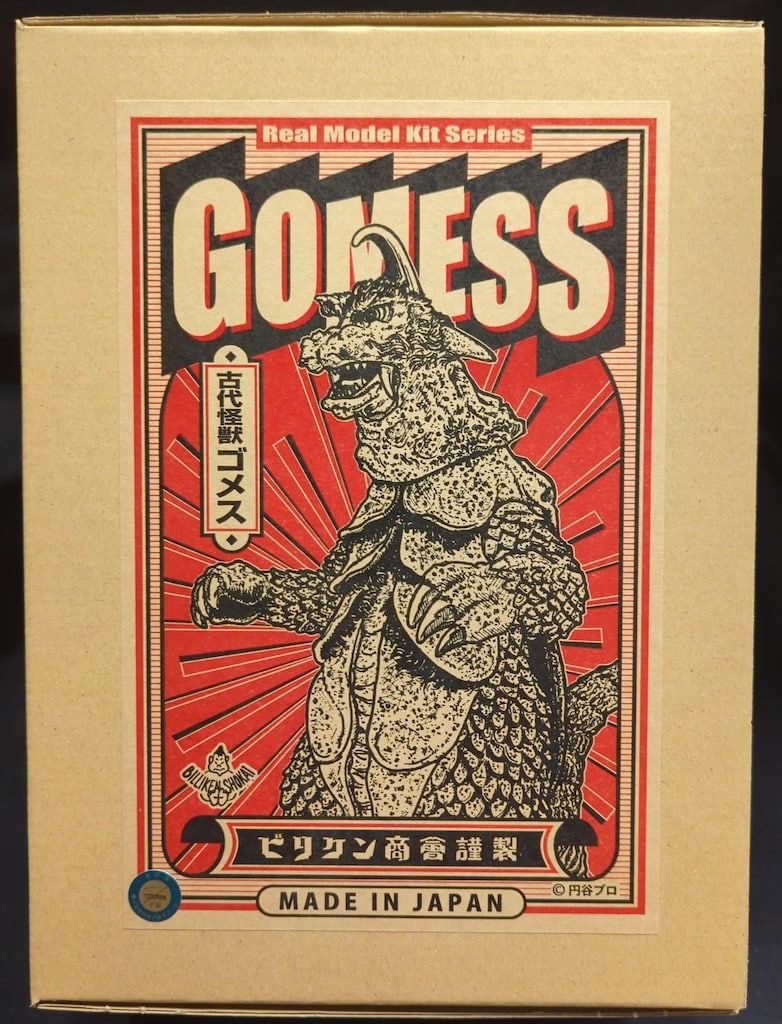 Real Model Kit Series
GOMESS
古代怪獣ゴメス
BILLIKEN SHOKAI
ビリケン商會謹製
©円谷プロ
MADE IN JAPAN